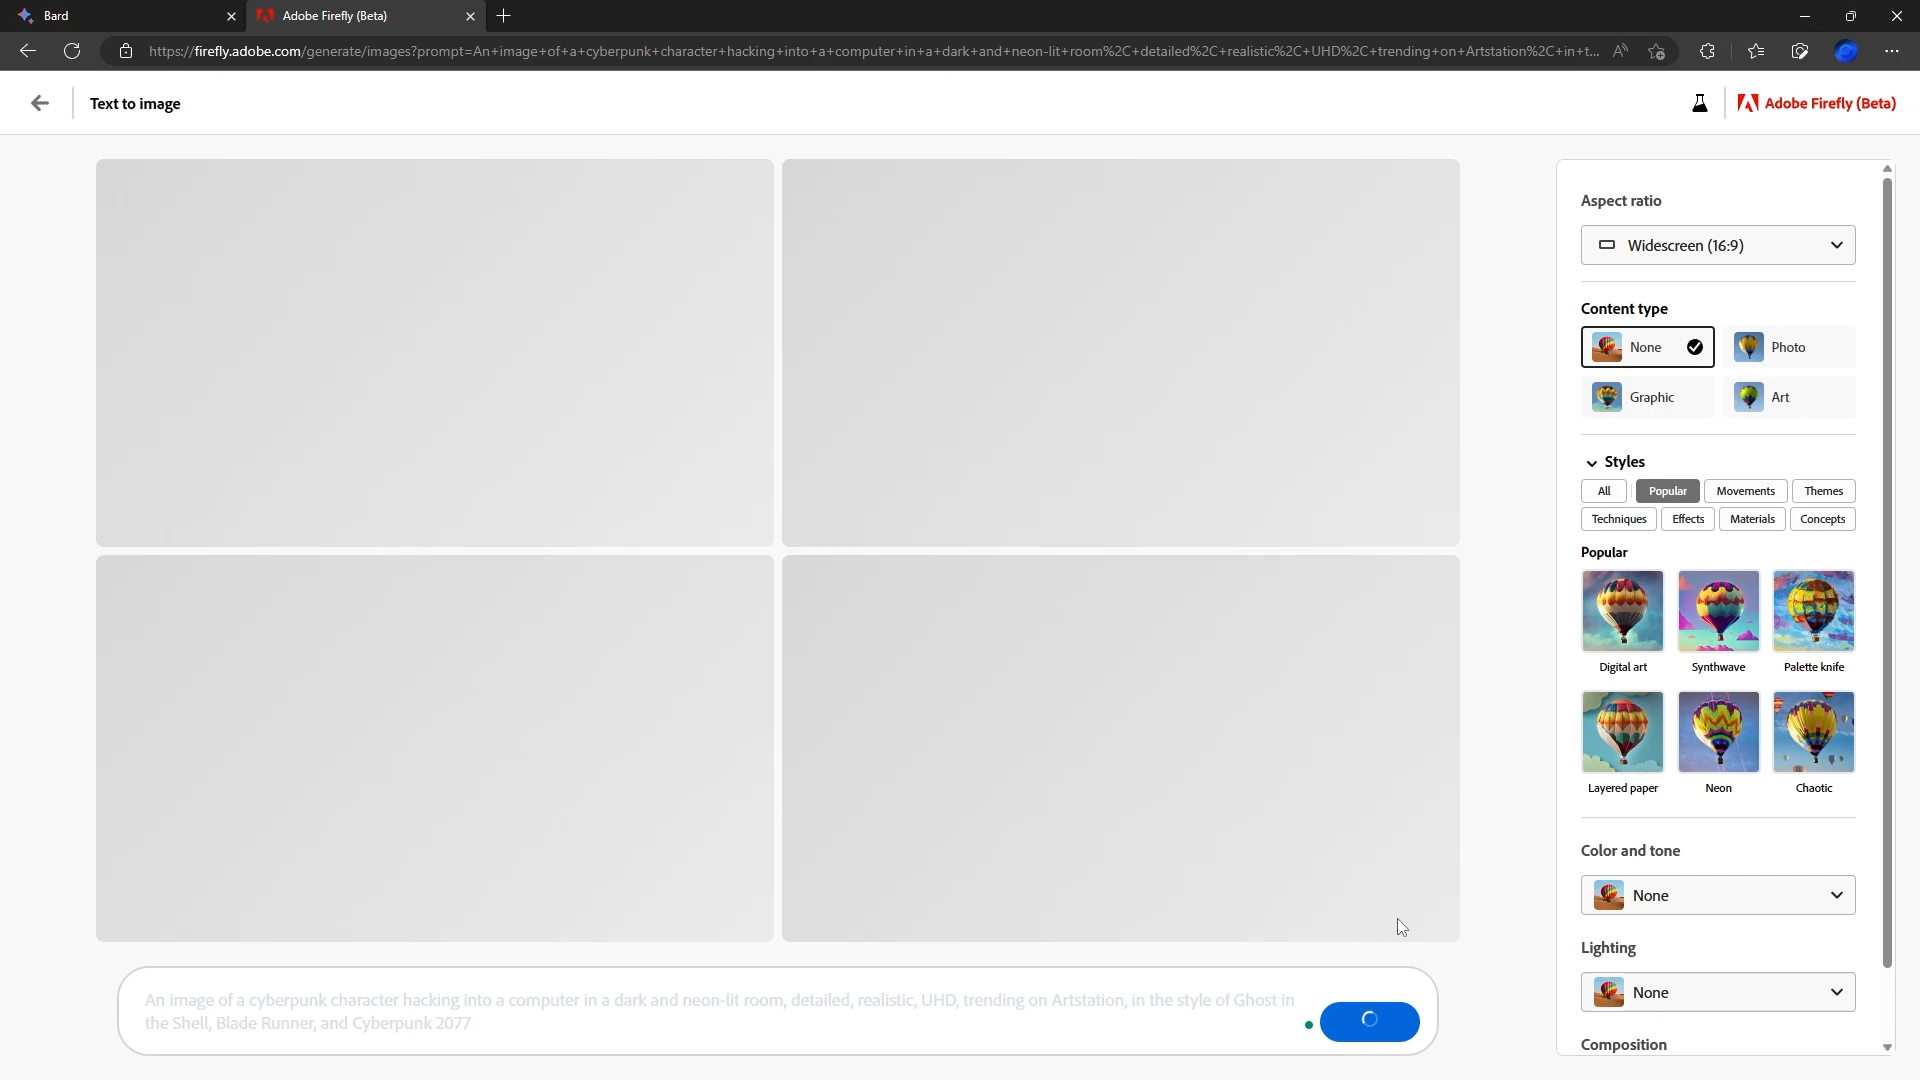 Bard
Adobe Firefly (Beta)
https://firefly.adobe.com/generate/images?prompt=An+image+of+a+cyberpunk+character+hacking+into+a+computer+in+a+dark+and+neon-lit+room%2C+detailed%2C+realistic%2C+UHD%2C+trending+on+Artstation%2C+in+t...
Text to image
Adobe Firefly (Beta)
Aspect ratio
Widescreen (16:9)
Content type
None
Photo
Graphic
Art
Styles
All
Popular
Movements
Themes
Techniques
Effects
Materials
Concepts
Popular
Digital art
Synthwave
Palette knife
Layered paper
Neon
Chaotic
Color and tone
None
Lighting
None
Composition
An image of a cyberpunk character hacking into a computer in a dark and neon-lit room, detailed, realistic, UHD, trending on Artstation, in the style of Ghost in
the Shell, Blade Runner, and Cyberpunk 2077